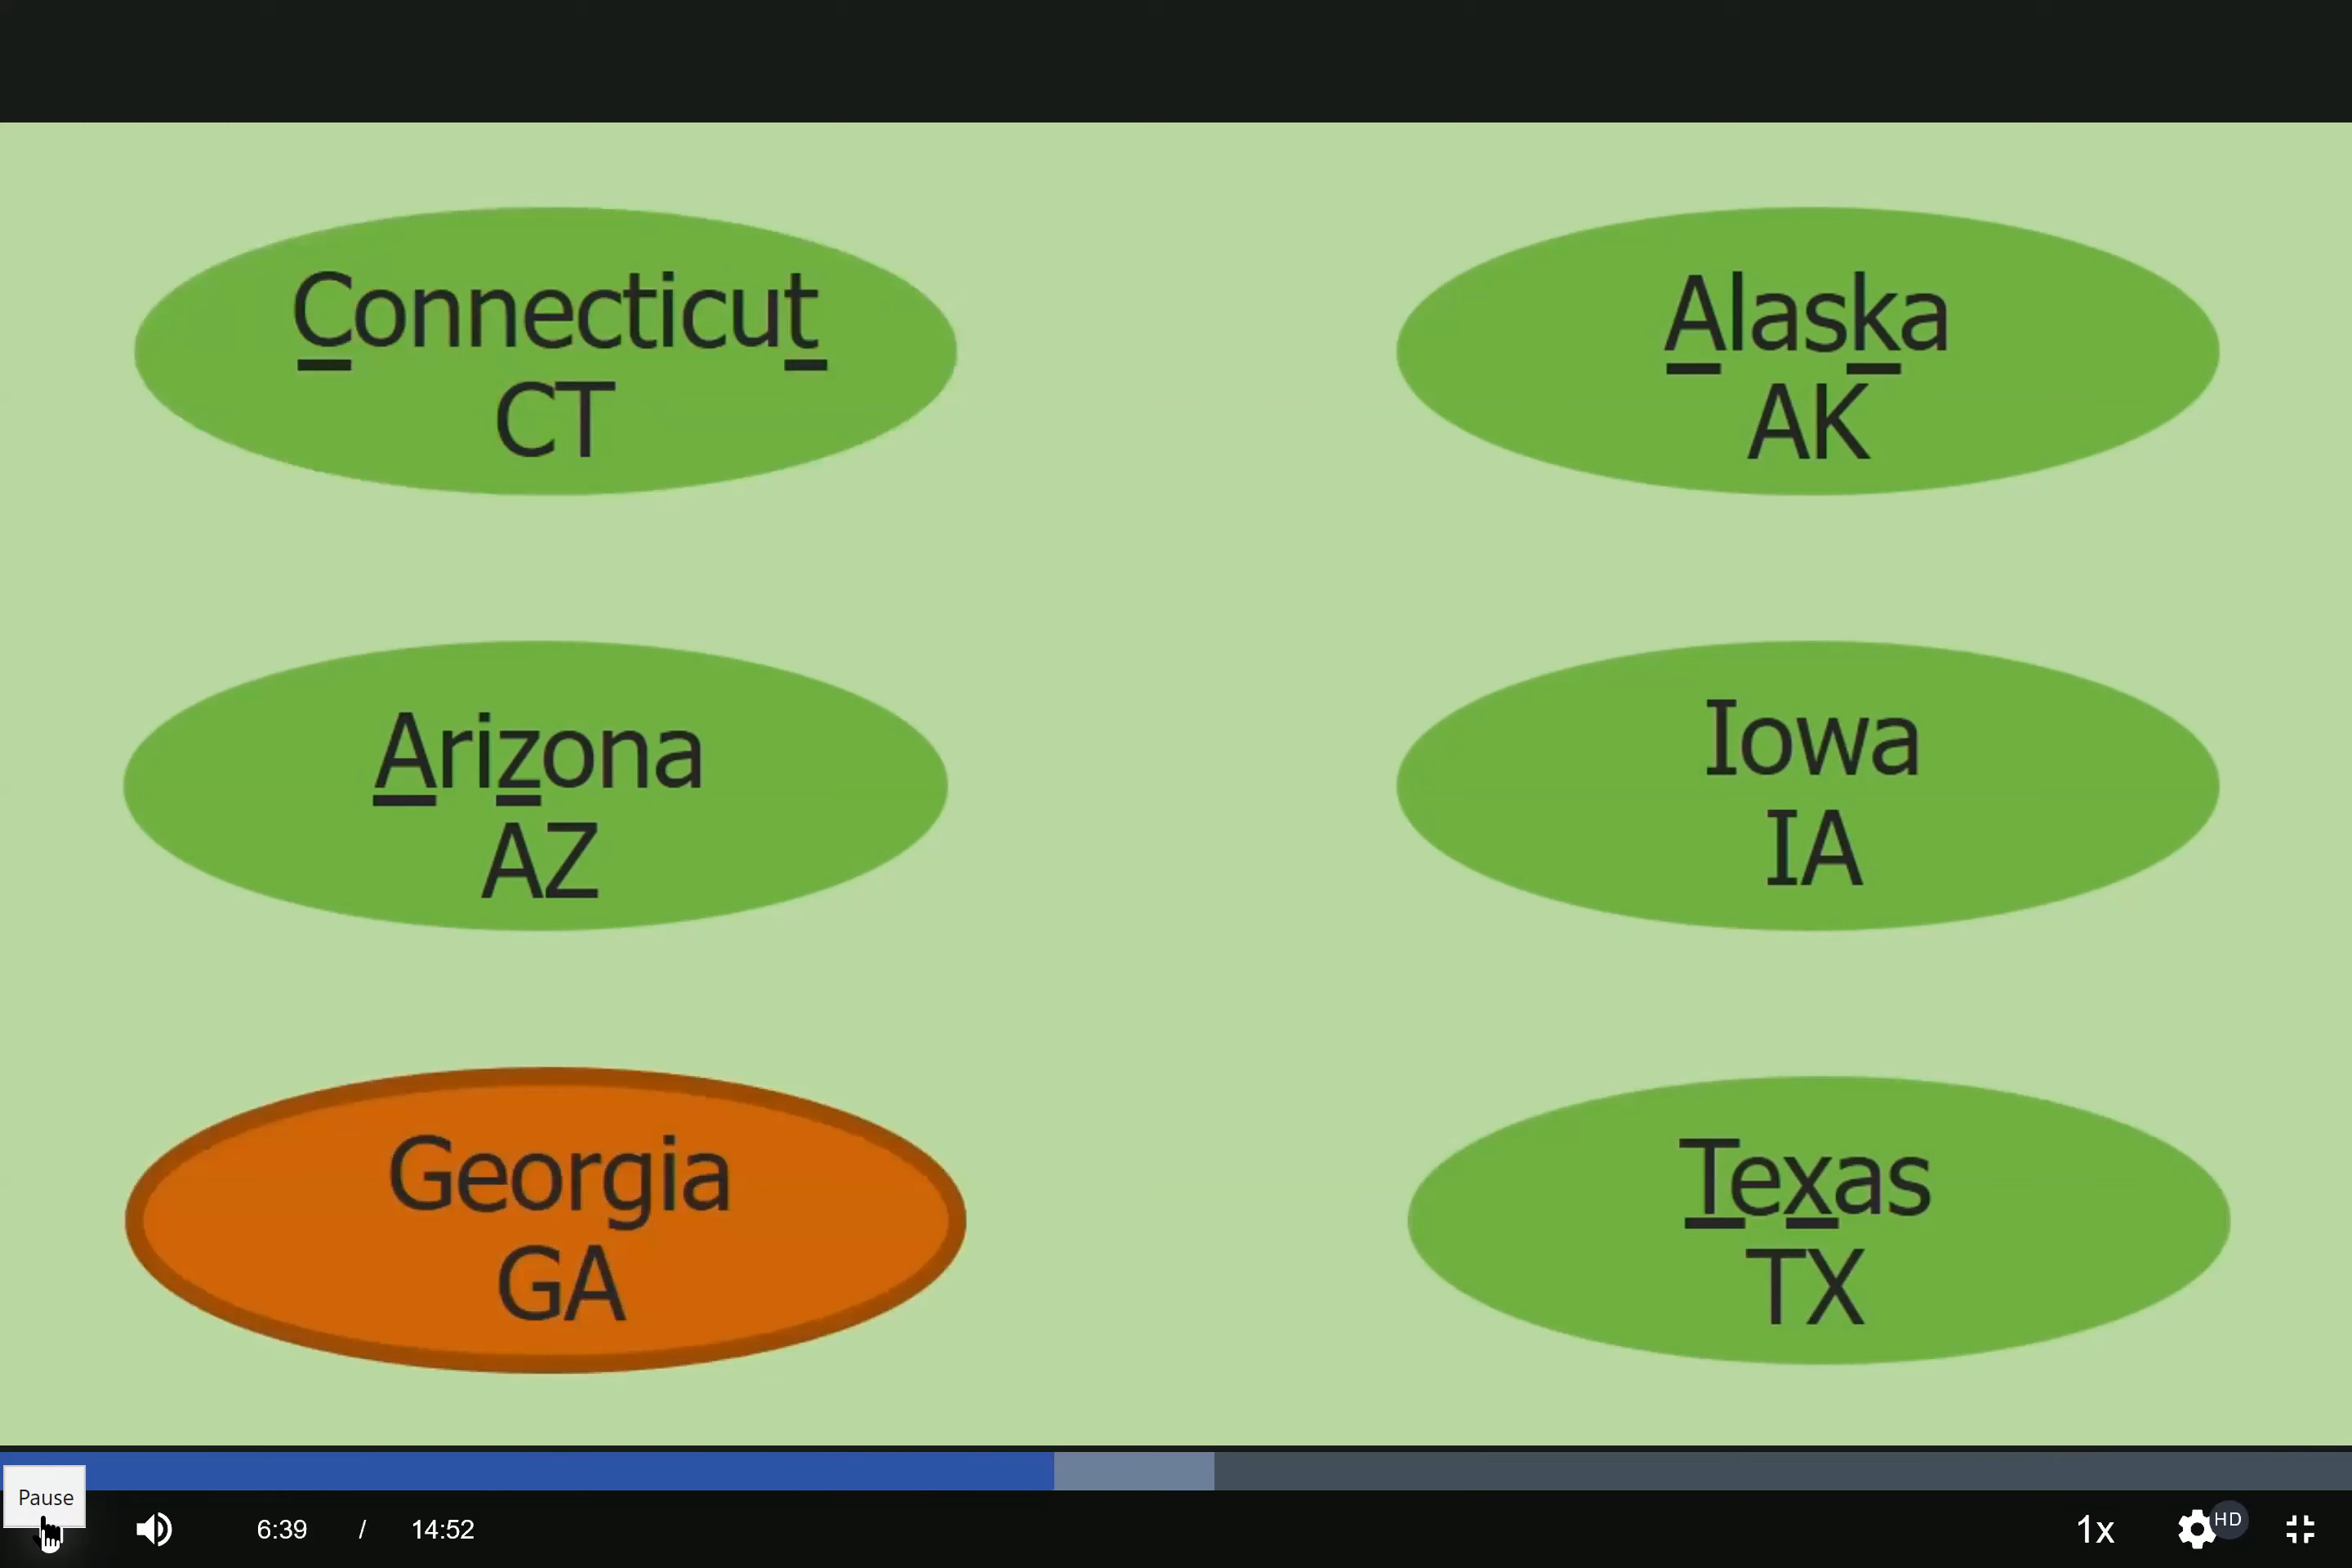 Connecticut
CT
Alaska
AK
Arizona
AZ
Iowa
IA
Georgia
GA
Texas
TX
Pause
6:39 / 14:52
1x
HD